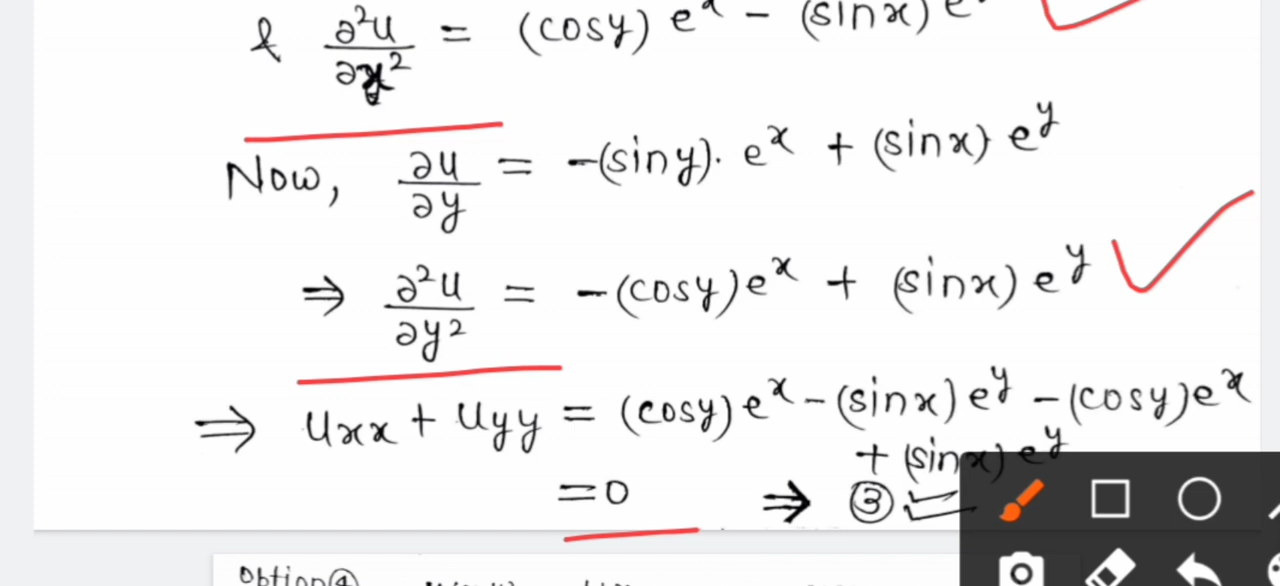 & ∂²u/∂x² = (cosy) eˣ - (sinx) e
Now, ∂u/∂y = -(siny). eˣ + (sinx) eʸ
⇒ ∂²u/∂y² = -(cosy)eˣ + (sinx) eʸ
⇒ uxx + uyy = (cosy)eˣ - (sinx)eʸ - (cosy)eˣ
+ (sinx) eʸ
= 0 ⇒ ③